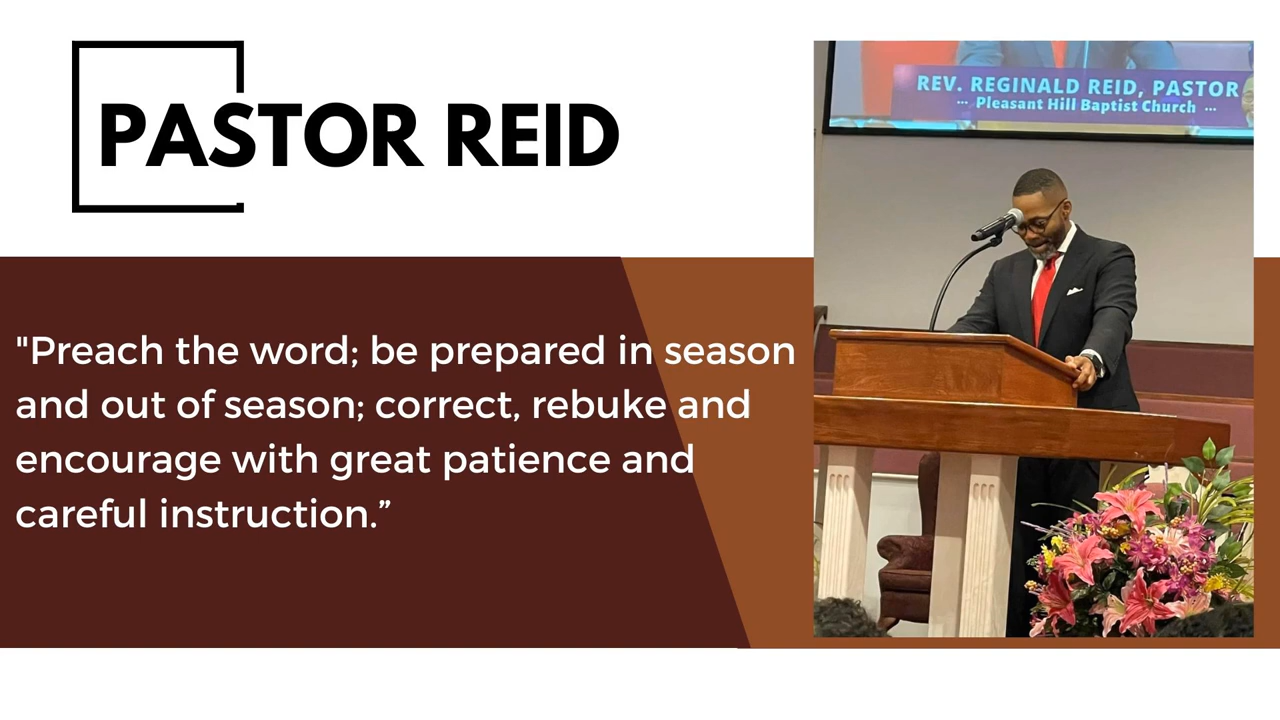 PASTOR REID
REV. REGINALD REID, PASTOR
··· Pleasant Hill Baptist Church ···
"Preach the word; be prepared in season
and out of season; correct, rebuke and
encourage with great patience and
careful instruction.”